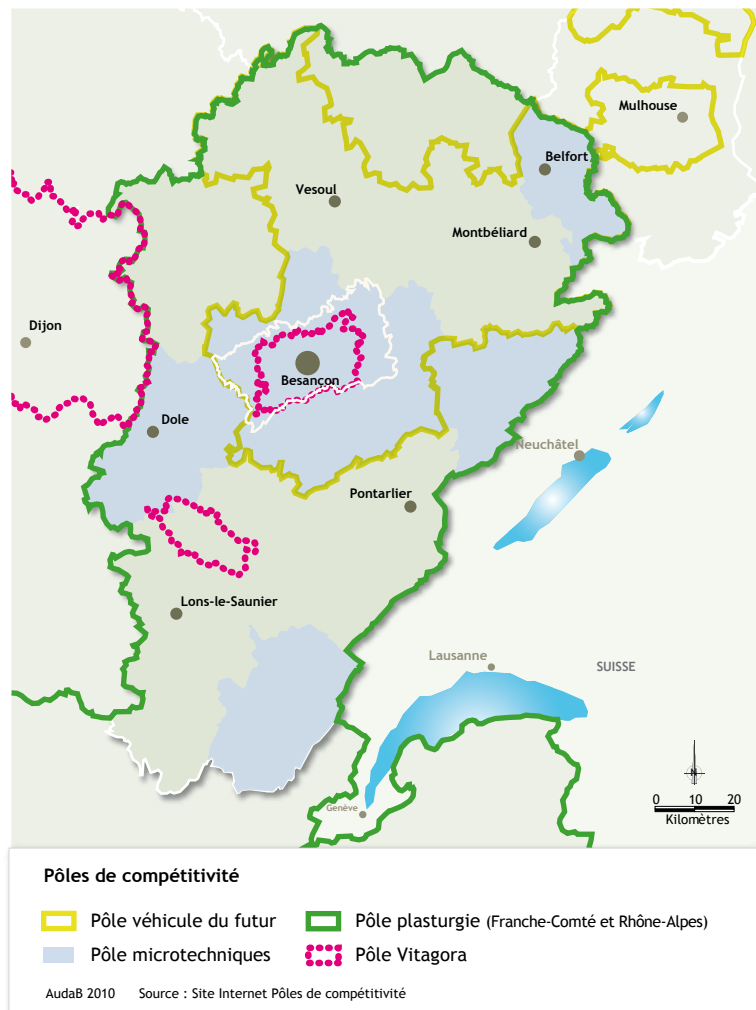 Mulhouse
Belfort
Vesoul
Montbéliard
Dijon
Besançon
Dole
Neuchâtel
Pontarlier
Lons-le-Saunier
Lausanne
SUISSE
N
0 10 20
Kilomètres
Genève
Pôles de compétitivité
Pôle véhicule du futur
Pôle plasturgie (Franche-Comté et Rhône-Alpes)
Pôle microtechniques
Pôle Vitagora
AudaB 2010 Source : Site Internet Pôles de compétitivité